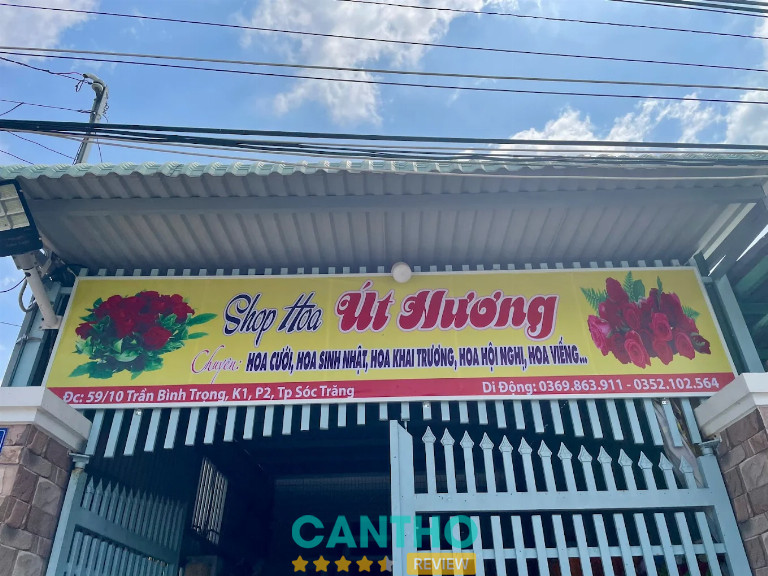 Shop Hoa Út Hương
Chuyên: HOA CƯỚI, HOA SINH NHẬT, HOA KHAI TRƯƠNG, HOA HỘI NGHỊ, HOA VIẾNG...
Đc: 59/10 Trần Bình Trọng, K1, P2, Tp Sóc Trăng Di Động: 0369.863.911 - 0352.102.564
CANTHO
REVIEW